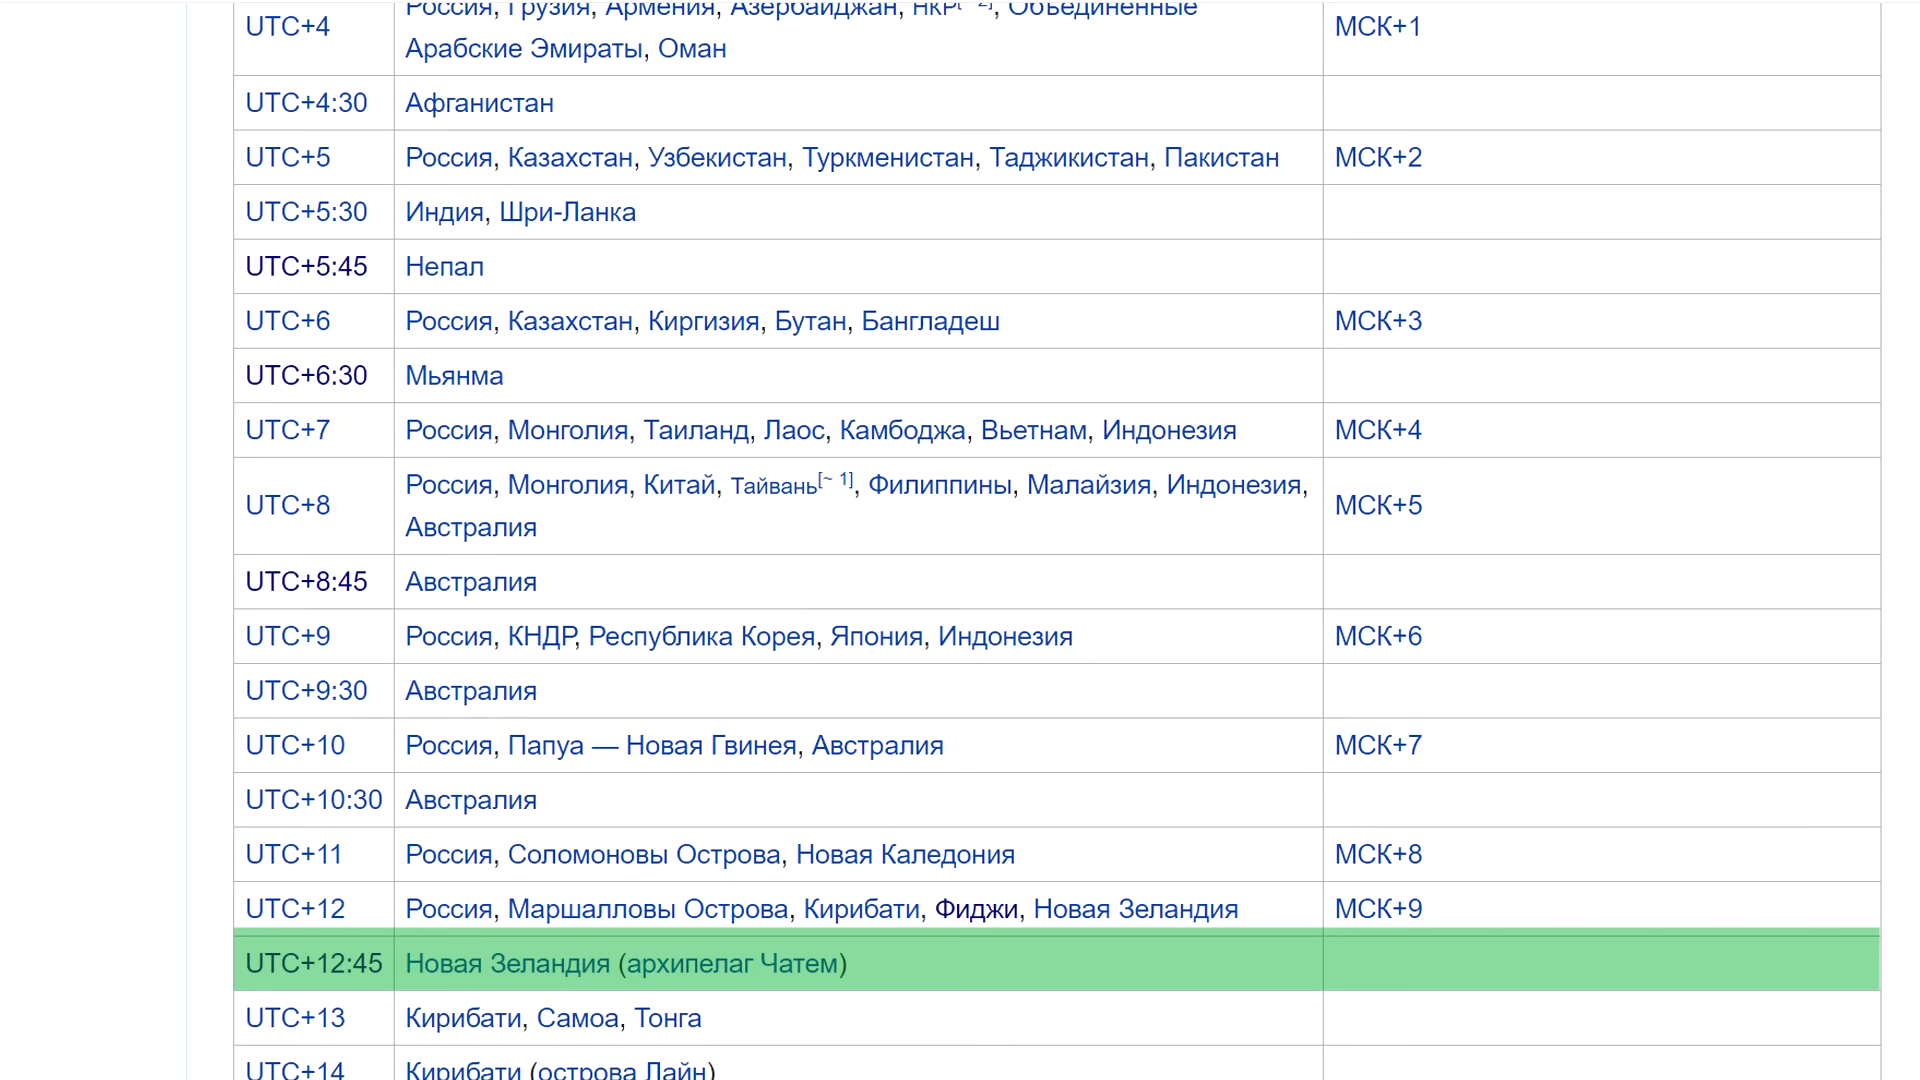 UTC+4 Россия, Грузия, Армения, Азербайджан, НКР[~ 2], Объединённые МСК+1
Арабские Эмираты, Оман
UTC+4:30 Афганистан
UTC+5 Россия, Казахстан, Узбекистан, Туркменистан, Таджикистан, Пакистан МСК+2
UTC+5:30 Индия, Шри-Ланка
UTC+5:45 Непал
UTC+6 Россия, Казахстан, Киргизия, Бутан, Бангладеш МСК+3
UTC+6:30 Мьянма
UTC+7 Россия, Монголия, Таиланд, Лаос, Камбоджа, Вьетнам, Индонезия МСК+4
UTC+8 Россия, Монголия, Китай, Тайвань[~ 1], Филиппины, Малайзия, Индонезия, МСК+5
Австралия
UTC+8:45 Австралия
UTC+9 Россия, КНДР, Республика Корея, Япония, Индонезия МСК+6
UTC+9:30 Австралия
UTC+10 Россия, Папуа — Новая Гвинея, Австралия МСК+7
UTC+10:30 Австралия
UTC+11 Россия, Соломоновы Острова, Новая Каледония МСК+8
UTC+12 Россия, Маршалловы Острова, Кирибати, Фиджи, Новая Зеландия МСК+9
UTC+12:45 Новая Зеландия (архипелаг Чатем)
UTC+13 Кирибати, Самоа, Тонга
UTC+14 Кирибати (острова Лайн)